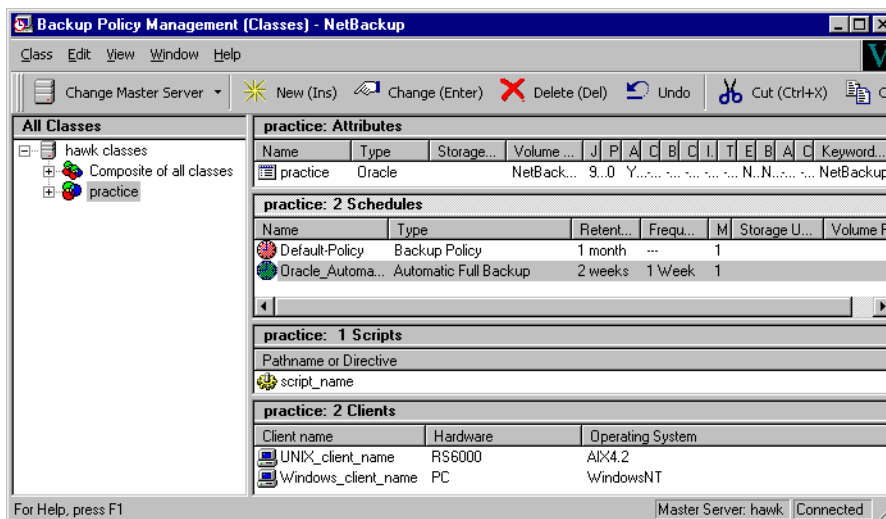 Backup Policy Management (Classes) - NetBackup
Class Edit View Window Help
Change Master Server New (Ins) Change (Enter) Delete (Del) Undo Cut (Ctrl+X) C
All Classes
hawk classes
Composite of all classes
practice
practice: Attributes
Name Type Storage... Volume ... J P A C B C I. T E B A C Keyword...
practice Oracle NetBack... 9...0 Y...-... -... -... -... -... N..N..-... -... NetBackup
practice: 2 Schedules
Name Type Retent... Frequ... M Storage U... Volume P
Default-Policy Backup Policy 1 month --- 1
Oracle_Automa... Automatic Full Backup 2 weeks 1 Week 1
practice: 1 Scripts
Pathname or Directive
script_name
practice: 2 Clients
Client name Hardware Operating System
UNIX_client_name RS6000 AIX4.2
Windows_client_name PC WindowsNT
For Help, press F1 Master Server: hawk Connected